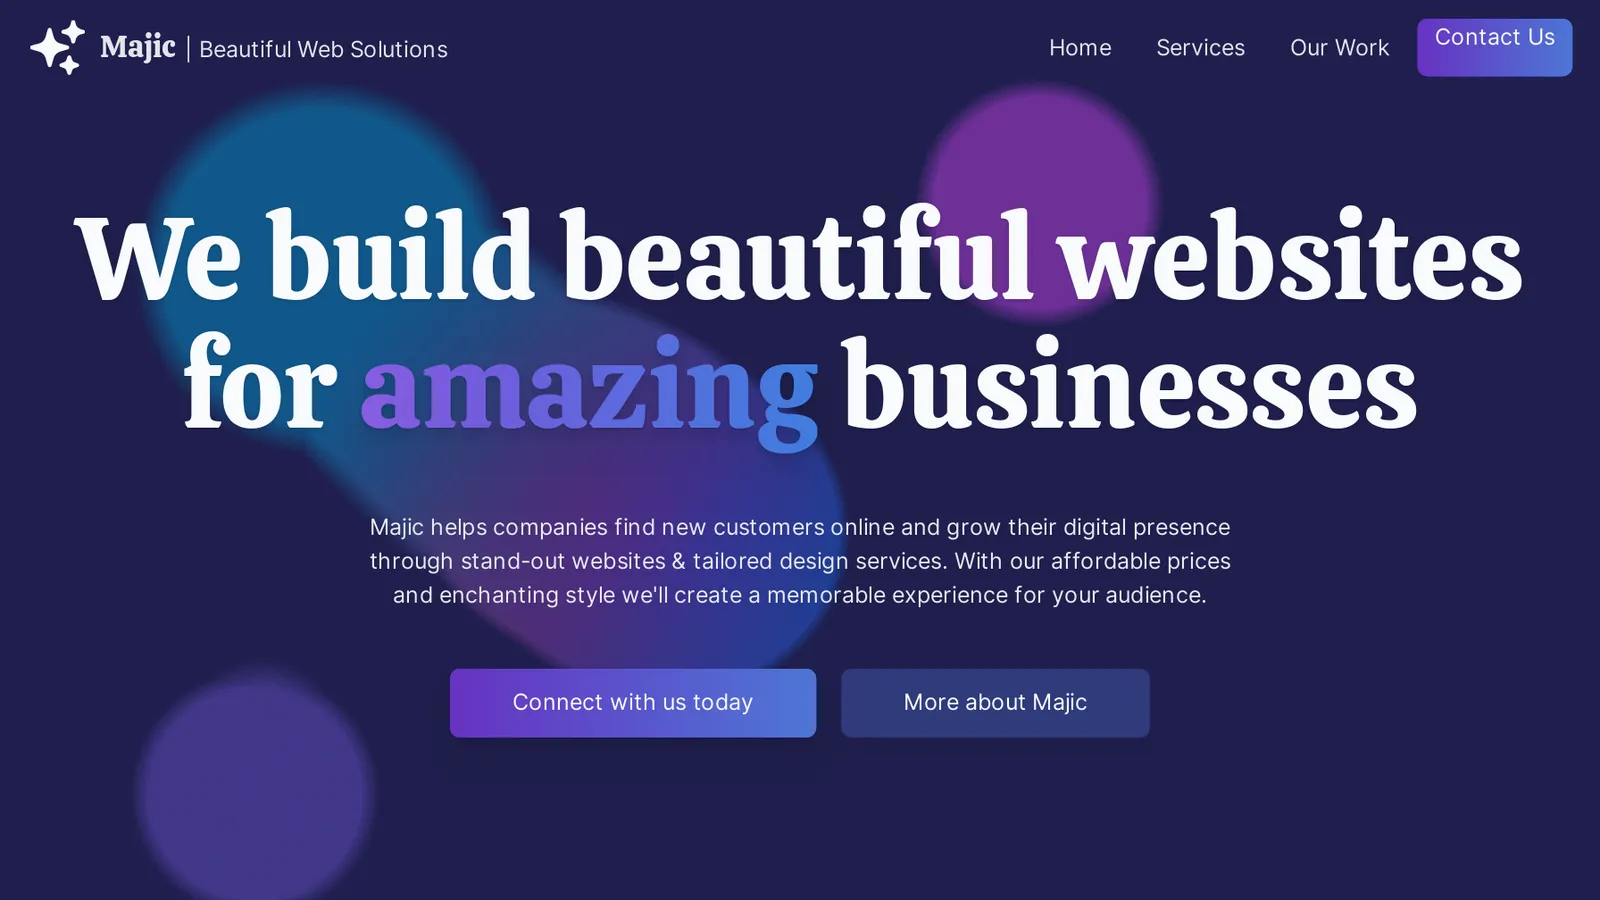 Majic | Beautiful Web Solutions
Home
Services
Our Work
Contact Us
We build beautiful websites
for amazing businesses
Majic helps companies find new customers online and grow their digital presence
through stand-out websites & tailored design services. With our affordable prices
and enchanting style we'll create a memorable experience for your audience.
Connect with us today
More about Majic